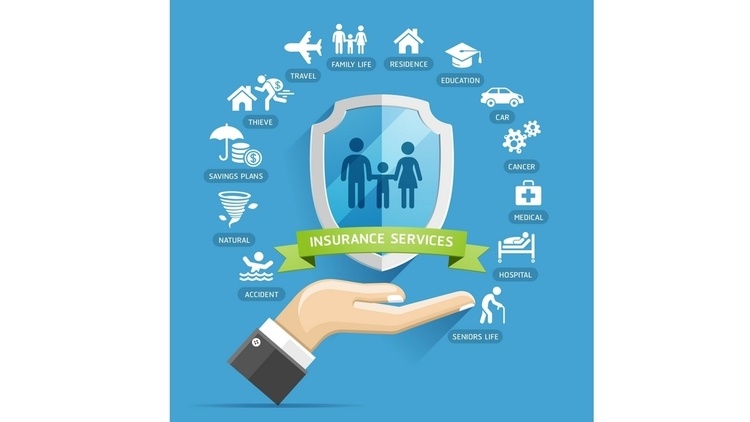 TRAVEL
FAMILY LIFE
RESIDENCE
EDUCATION
CAR
THIEVE
CANCER
SAVINGS PLANS
MEDICAL
NATURAL
INSURANCE SERVICES
HOSPITAL
ACCIDENT
SENIORS LIFE